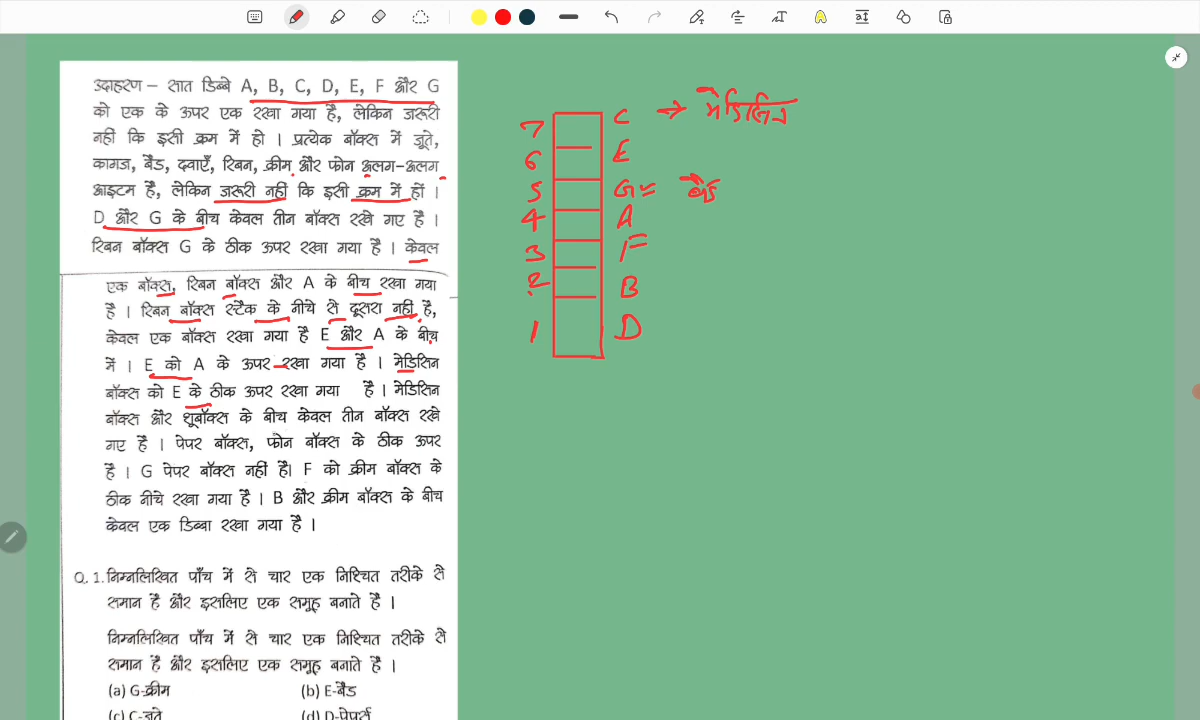 उदाहरण – सात डिब्बे A, B, C, D, E, F और G
को एक के ऊपर एक रखा गया है, लेकिन जरूरी
नहीं कि इसी क्रम में हो । प्रत्येक बॉक्स में जूते,
कागज, बैड, दवाएँ, रिबन, क्रीम और फोन अलग-अलग
आइटम है, लेकिन जरूरी नहीं कि इसी क्रम में हों ।
D और G के बीच केवल तीन बॉक्स रखे गए है ।
रिबन बॉक्स G के ठीक ऊपर रखा गया है । केवल
एक बॉक्स, रिबन बॉक्स और A के बीच रखा गया
है । रिबन बॉक्स स्टैक के नीचे से दूसरा नहीं है,
केवल एक बॉक्स रखा गया है E और A के बीच
में । E को A के ऊपर रखा गया है । मेडिसिन
बॉक्स को E के ठीक ऊपर रखा गया है । मेडिसिन
बॉक्स और शूबॉक्स के बीच केवल तीन बॉक्स रखे
गए है । पेपर बॉक्स, फोन बॉक्स के ठीक ऊपर
है । G पेपर बॉक्स नहीं है। F को क्रीम बॉक्स के
ठीक नीचे रखा गया है । B और क्रीम बॉक्स के बीच
केवल एक डिब्बा रखा गया है ।
Q. 1. निम्नलिखित पाँच में से चार एक निश्चित तरीके से
समान है और इसलिए एक समूह बनाते है ।
निम्नलिखित पाँच में से चार एक निश्चित तरीके से
समान है और इसलिए एक समूह बनाते है ।
(a) G-क्रीम (b) E-बैड
(c) C-जूते (d) D-पेपर्स
7 C → मेडिसिन
6 E
5 G = बैड
4 A
3 F
2 B
1 D